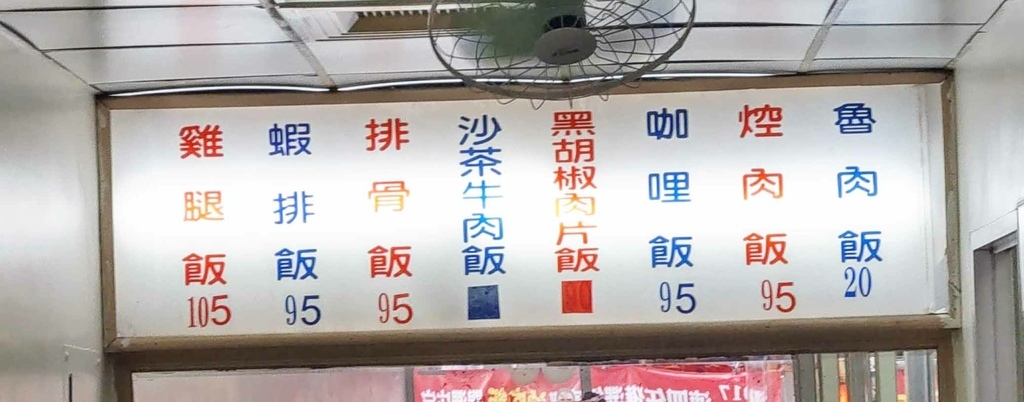 魯肉飯 20
焢肉飯 95
咖哩飯 95
黑胡椒肉片飯
沙茶牛肉飯
排骨飯 95
蝦排飯 95
雞腿飯 105